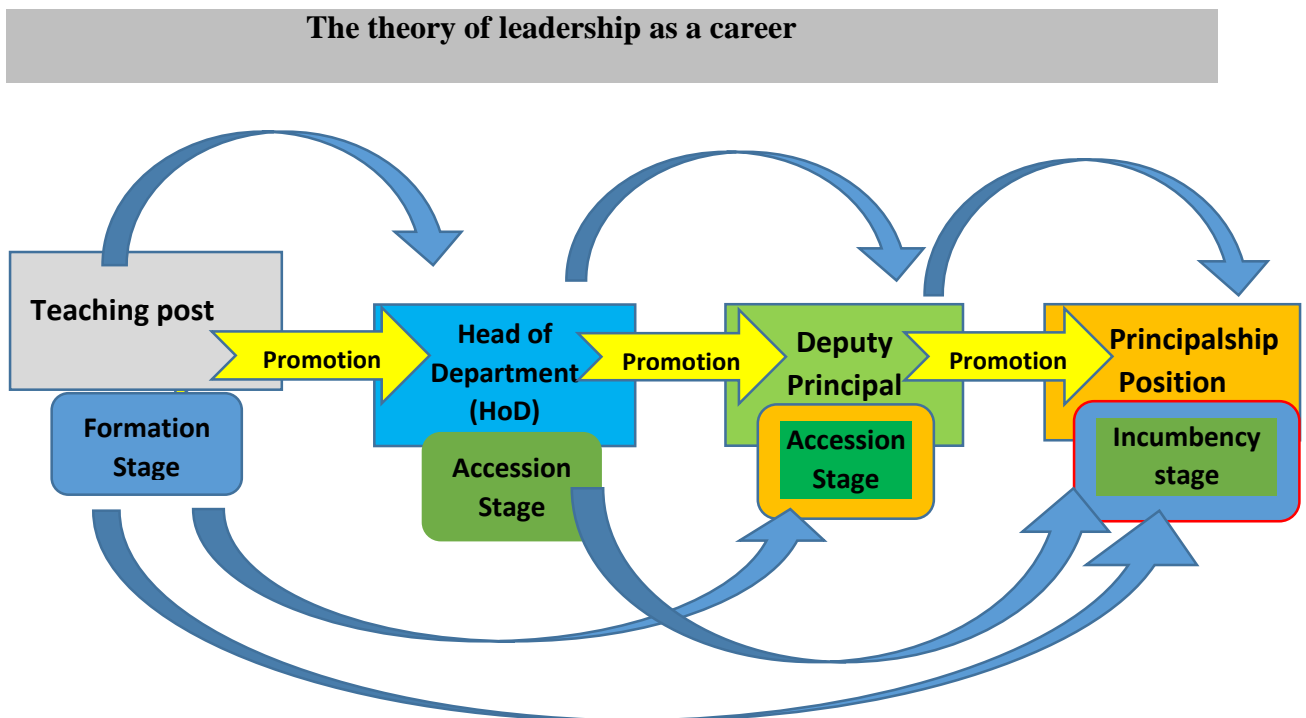 The theory of leadership as a career
Teaching post
Promotion
Head of
Department
(HoD)
Promotion
Deputy
Principal
Promotion
Principalship
Position
Formation
Stage
Accession
Stage
Accession
Stage
Incumbency
stage